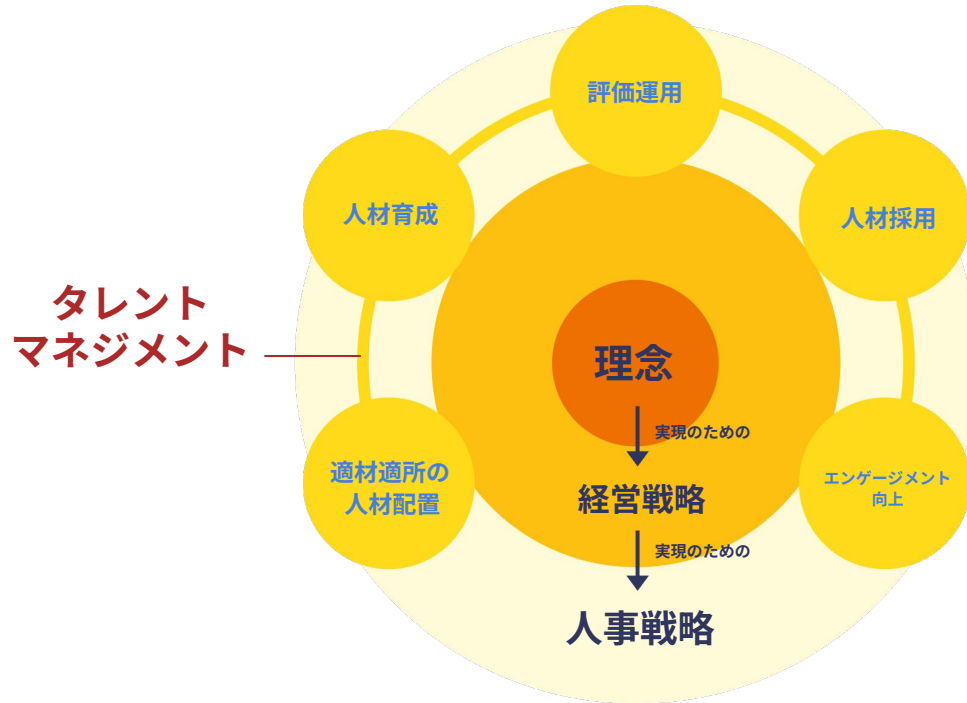 評価運用
人材育成
人材採用
タレント
マネジメント
理念
実現のための
適材適所の
人材配置
経営戦略
エンゲージメント
向上
実現のための
人事戦略